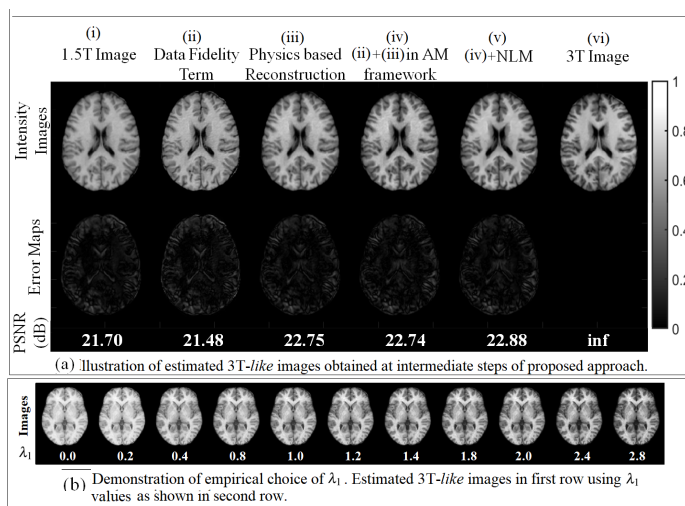 (i) (ii) (iii) (iv) (v) (vi)
1.5T Image Data Fidelity Physics based (ii)+(iii) in AM (iv)+NLM 3T Image
Term Reconstruction framework
Intensity
Images
Error Maps
PSNR
(dB)
1
0.8
0.6
0.4
0.2
0
21.70 21.48 22.75 22.74 22.88 inf
(a) Illustration of estimated 3T-like images obtained at intermediate steps of proposed approach.
Images
λ1 0.0 0.2 0.4 0.8 1.0 1.2 1.4 1.8 2.0 2.4 2.8
(b) Demonstration of empirical choice of λ1 . Estimated 3T-like images in first row using λ1
values as shown in second row.